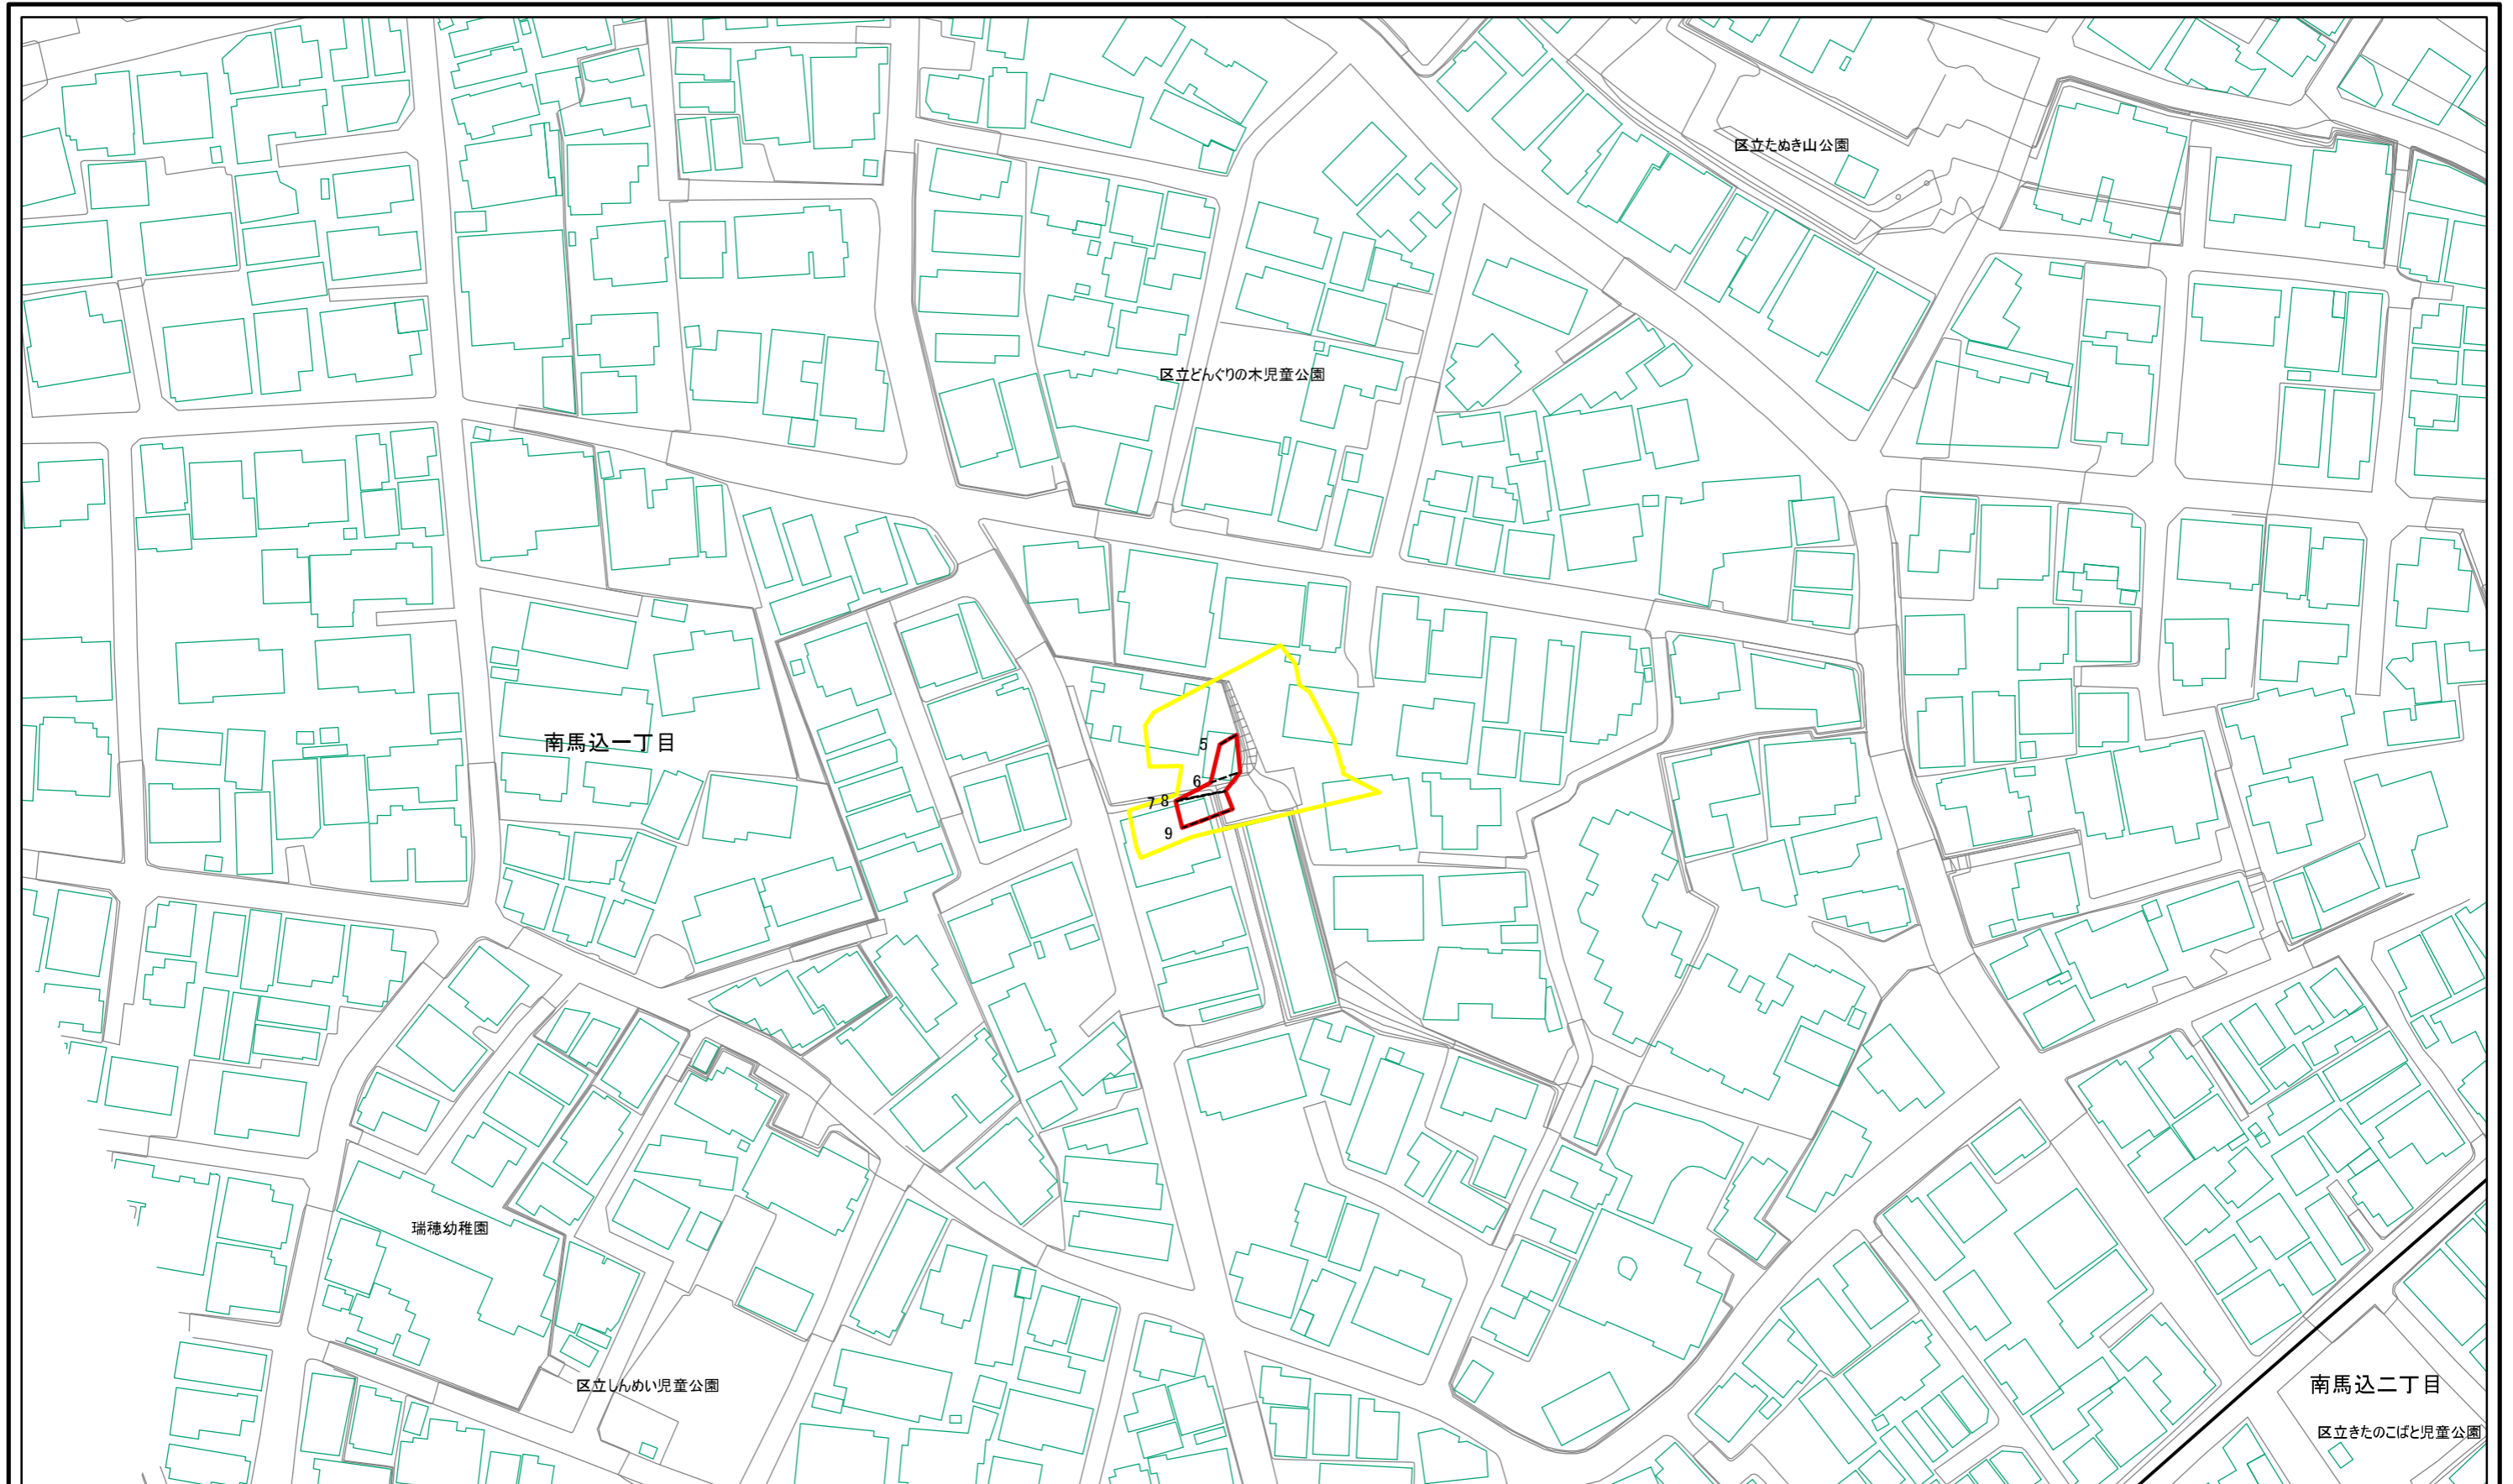 区立たぬき山公園
区立どんぐりの木児童公園
南馬込一丁目
5
6
7 8
9
瑞穂幼稚園
区立しんめい児童公園
南馬込二丁目
区立きたのこばと児童公園